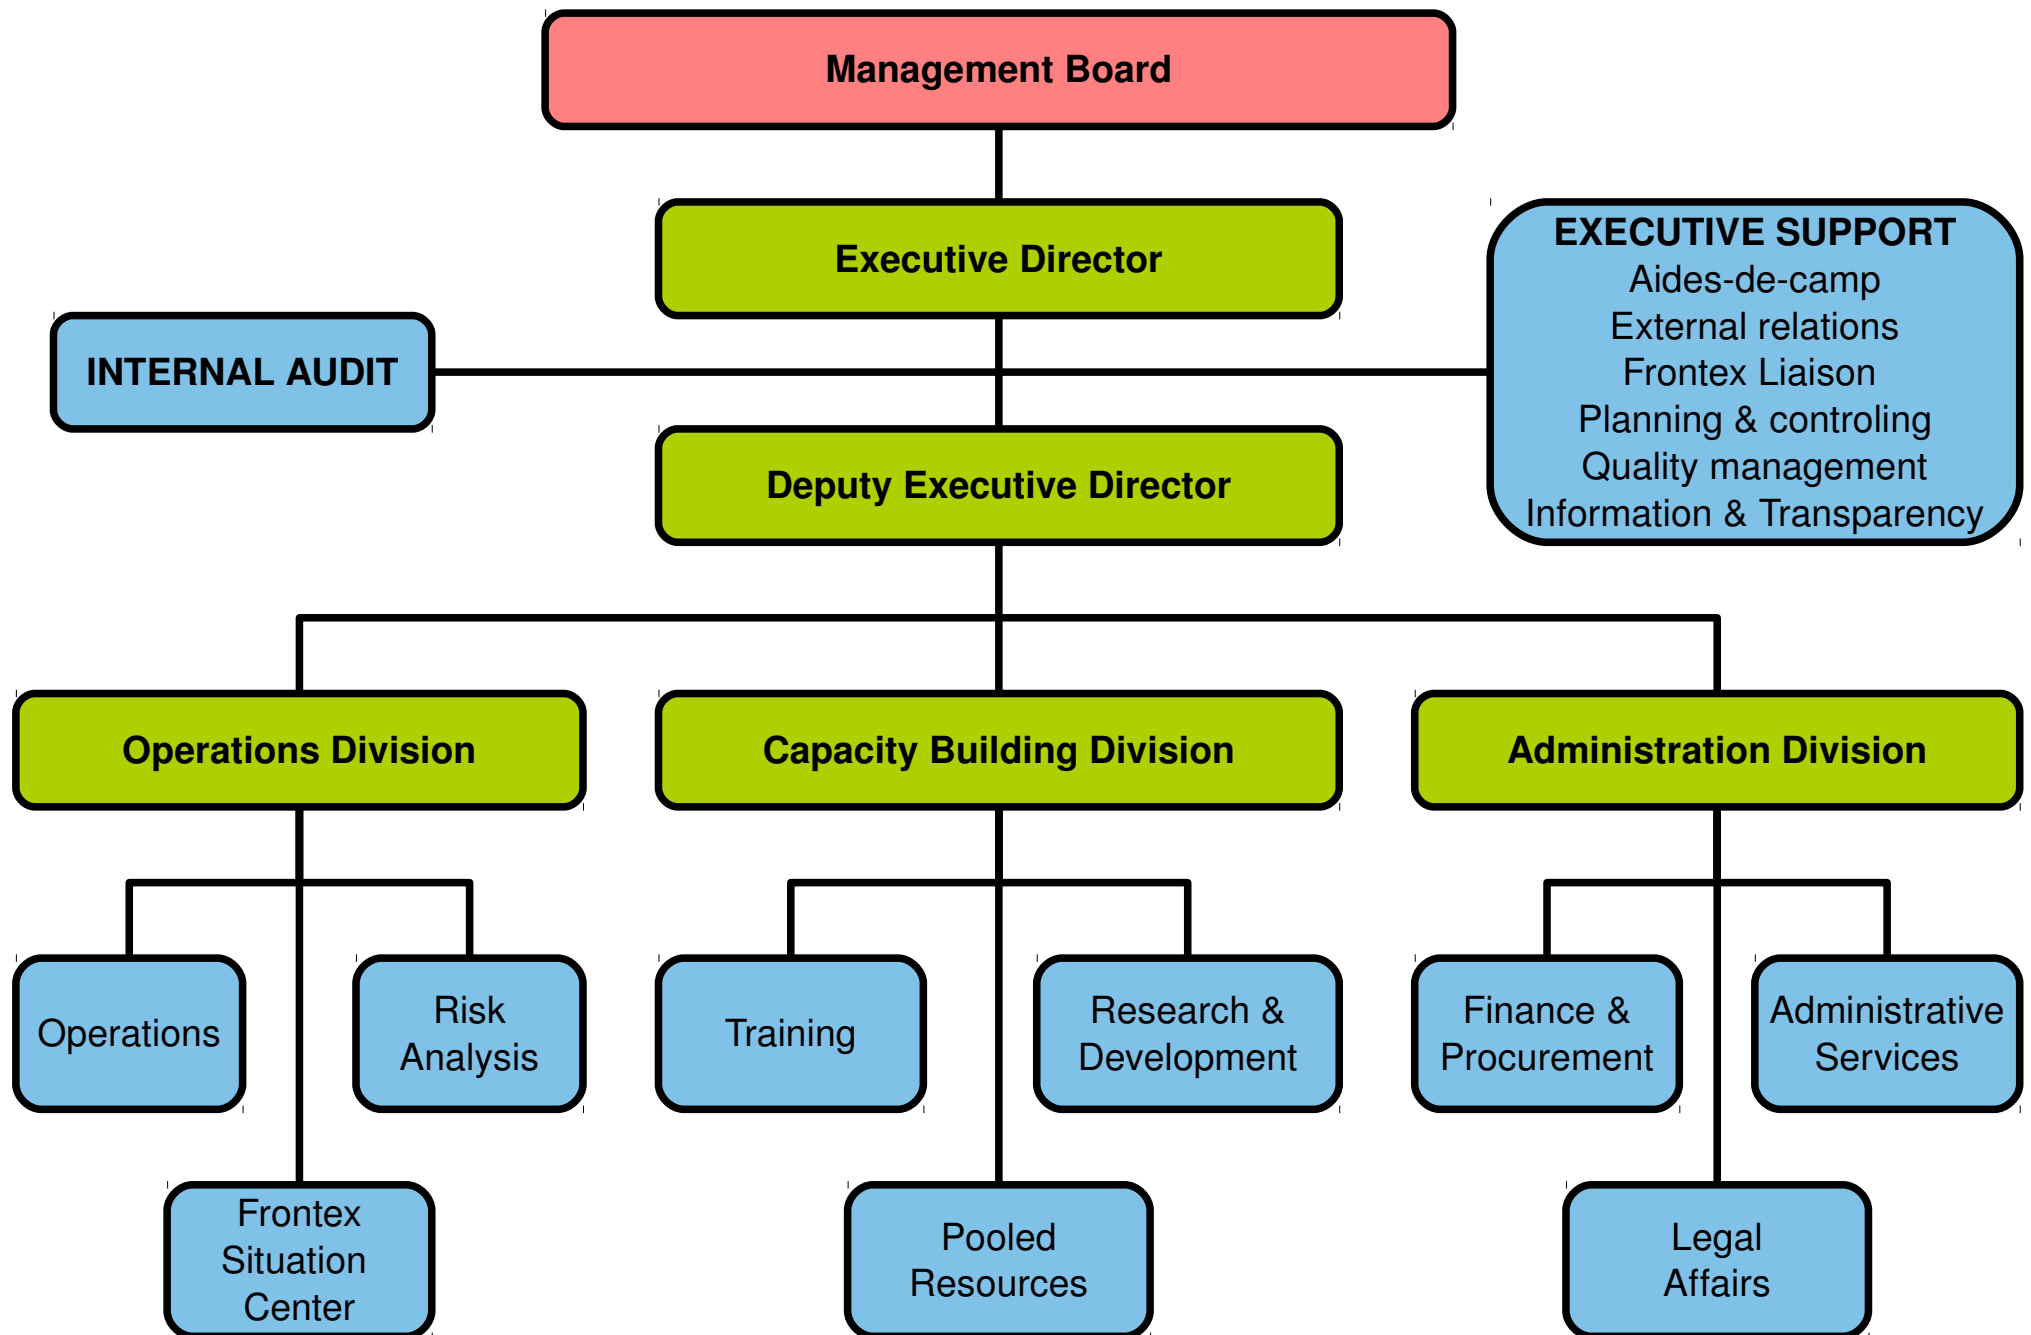 Management Board
Executive Director
EXECUTIVE SUPPORT
Aides-de-camp
External relations
Frontex Liaison
Planning & controling
Quality management
Information & Transparency
INTERNAL AUDIT
Deputy Executive Director
Operations Division
Capacity Building Division
Administration Division
Operations
Risk
Analysis
Training
Research &
Development
Finance &
Procurement
Administrative
Services
Frontex
Situation
Center
Pooled
Resources
Legal
Affairs